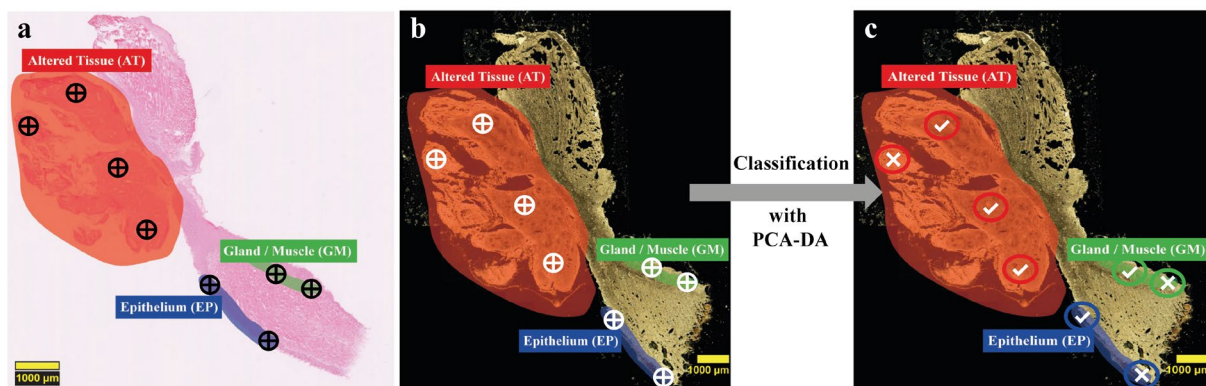 a
Altered Tissue (AT)
Gland / Muscle (GM)
Epithelium (EP)
1000 µm
b
Altered Tissue (AT)
Gland / Muscle (GM)
Epithelium (EP)
1000 µm
Classification
with
PCA-DA
c
Altered Tissue (AT)
Gland / Muscle (GM)
Epithelium (EP)
1000 µm